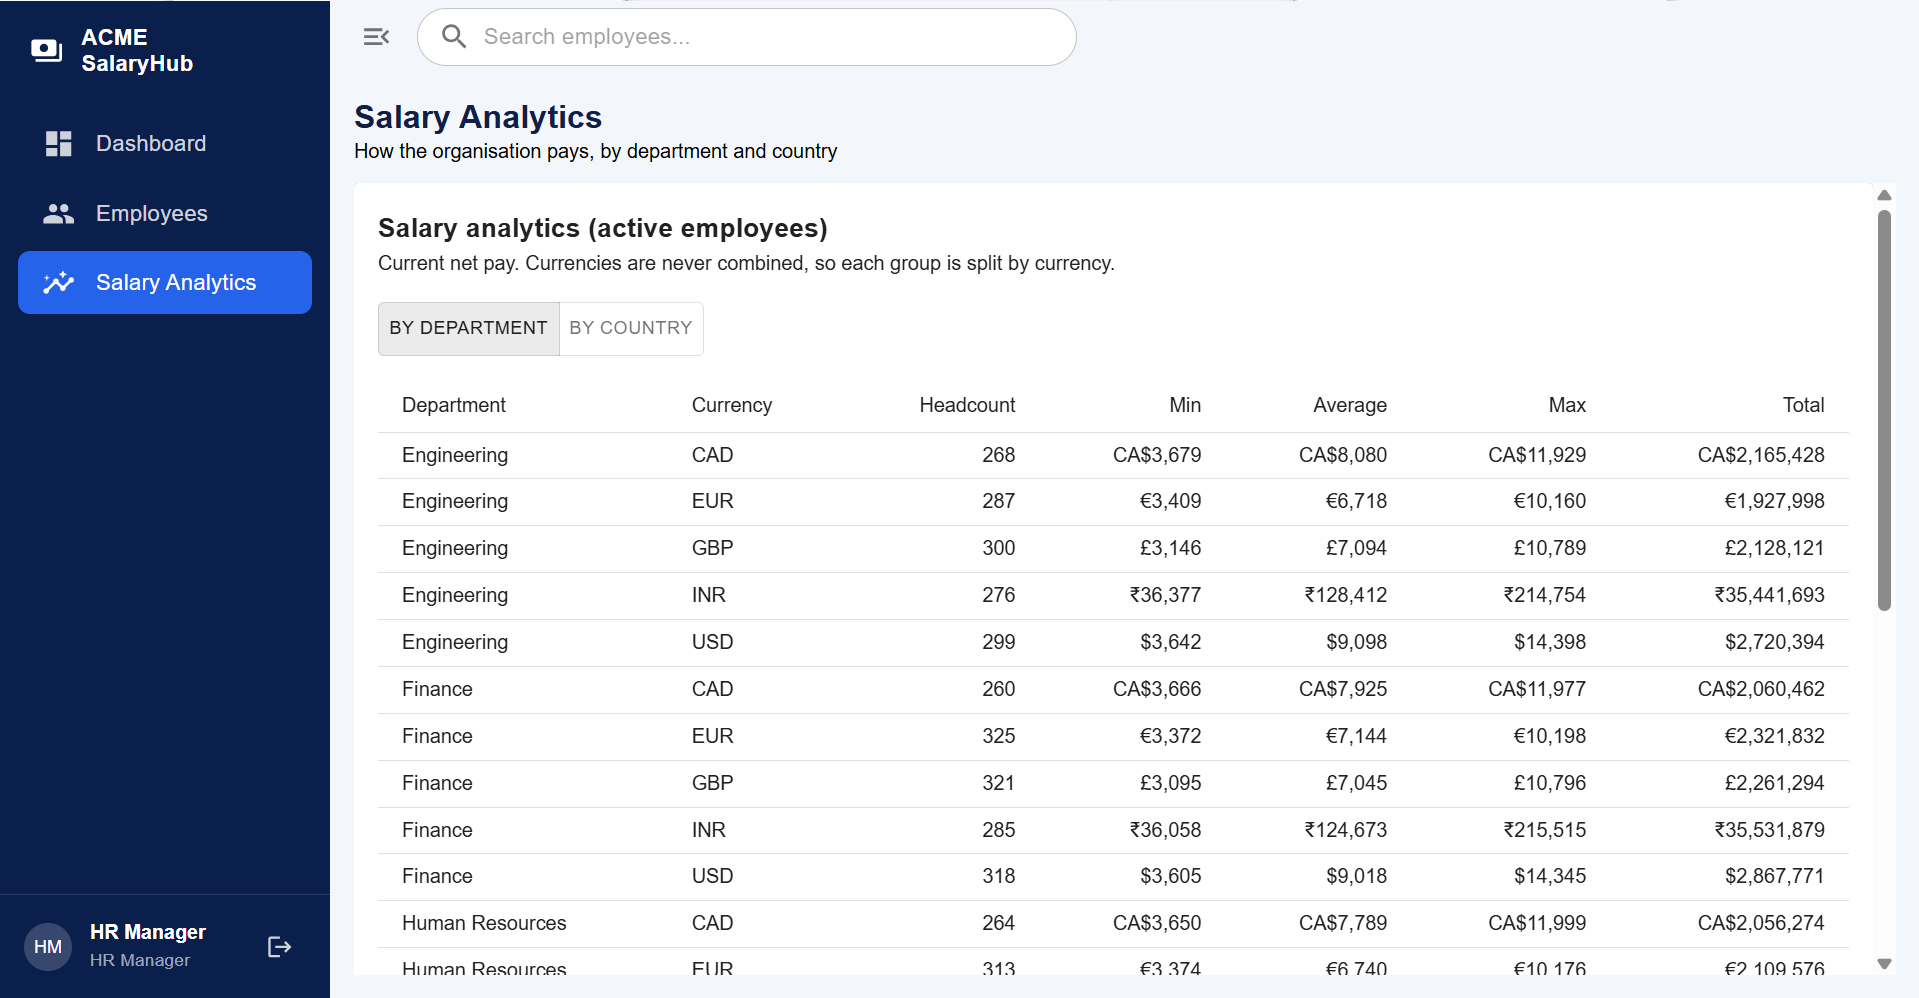 ACME
SalaryHub
Search employees...
Dashboard
Employees
Salary Analytics
Salary Analytics
How the organisation pays, by department and country
Salary analytics (active employees)
Current net pay. Currencies are never combined, so each group is split by currency.
BY DEPARTMENT BY COUNTRY
Department Currency Headcount Min Average Max Total
Engineering CAD 268 CA$3,679 CA$8,080 CA$11,929 CA$2,165,428
Engineering EUR 287 €3,409 €6,718 €10,160 €1,927,998
Engineering GBP 300 £3,146 £7,094 £10,789 £2,128,121
Engineering INR 276 ₹36,377 ₹128,412 ₹214,754 ₹35,441,693
Engineering USD 299 $3,642 $9,098 $14,398 $2,720,394
Finance CAD 260 CA$3,666 CA$7,925 CA$11,977 CA$2,060,462
Finance EUR 325 €3,372 €7,144 €10,198 €2,321,832
Finance GBP 321 £3,095 £7,045 £10,796 £2,261,294
Finance INR 285 ₹36,058 ₹124,673 ₹215,515 ₹35,531,879
Finance USD 318 $3,605 $9,018 $14,345 $2,867,771
Human Resources CAD 264 CA$3,650 CA$7,789 CA$11,999 CA$2,056,274
Human Resources EUR 313 €3,374 €6,740 €10,176 €2,109,576
HM
HR Manager
HR Manager